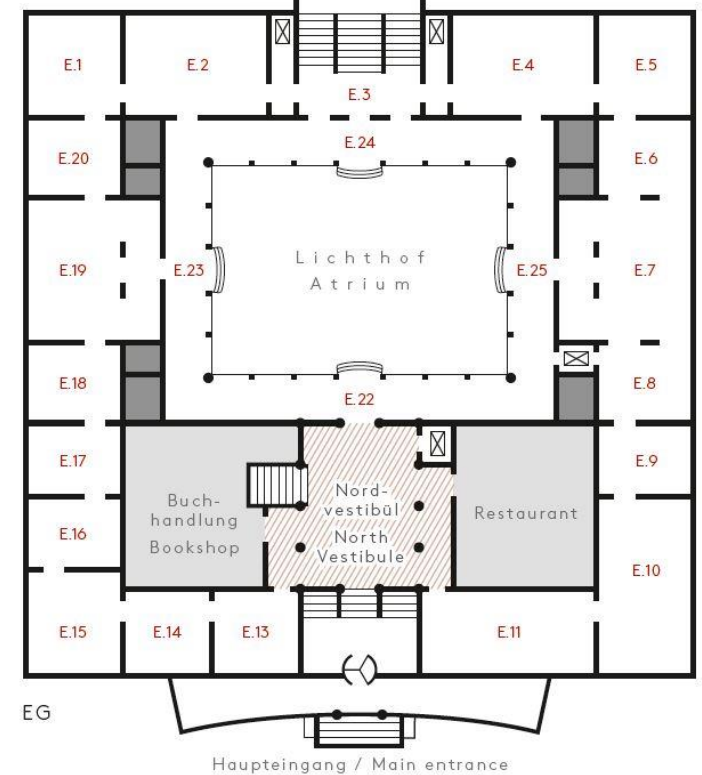 E.1
E.2
E.3
E.4
E.5
E.20
E.24
E.6
Lichthof
Atrium
E.19
E.23
E.25
E.7
E.18
E.22
E.8
E.17
E.9
Buch-
handlung
Bookshop
Nord-
vestibül
North
Vestibule
Restaurant
E.16
E.10
E.15
E.14
E.13
E.11
EG
Haupteingang / Main entrance